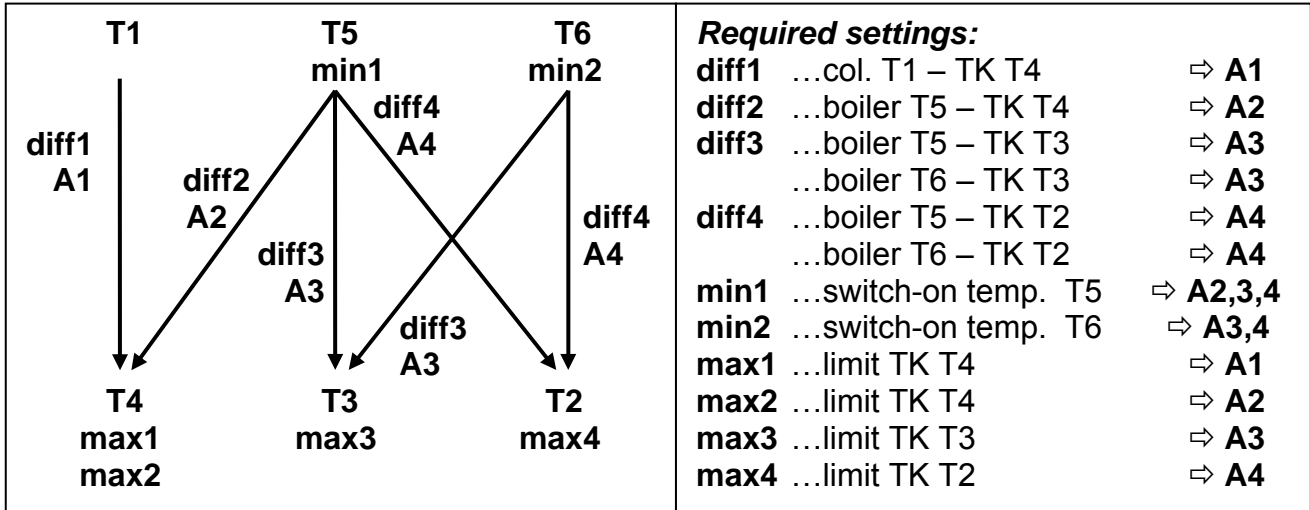 T1 T5 T6
min1 min2
diff4
A4
diff1
A1
diff2
A2
diff4
A4
diff3
A3
diff3
A3
T4 T3 T2
max1 max3 max4
max2
Required settings:
diff1 …col. T1 – TK T4 ⇨ A1
diff2 …boiler T5 – TK T4 ⇨ A2
diff3 …boiler T5 – TK T3 ⇨ A3
…boiler T6 – TK T3 ⇨ A3
diff4 …boiler T5 – TK T2 ⇨ A4
…boiler T6 – TK T2 ⇨ A4
min1 …switch-on temp. T5 ⇨ A2,3,4
min2 …switch-on temp. T6 ⇨ A3,4
max1 …limit TK T4 ⇨ A1
max2 …limit TK T4 ⇨ A2
max3 …limit TK T3 ⇨ A3
max4 …limit TK T2 ⇨ A4